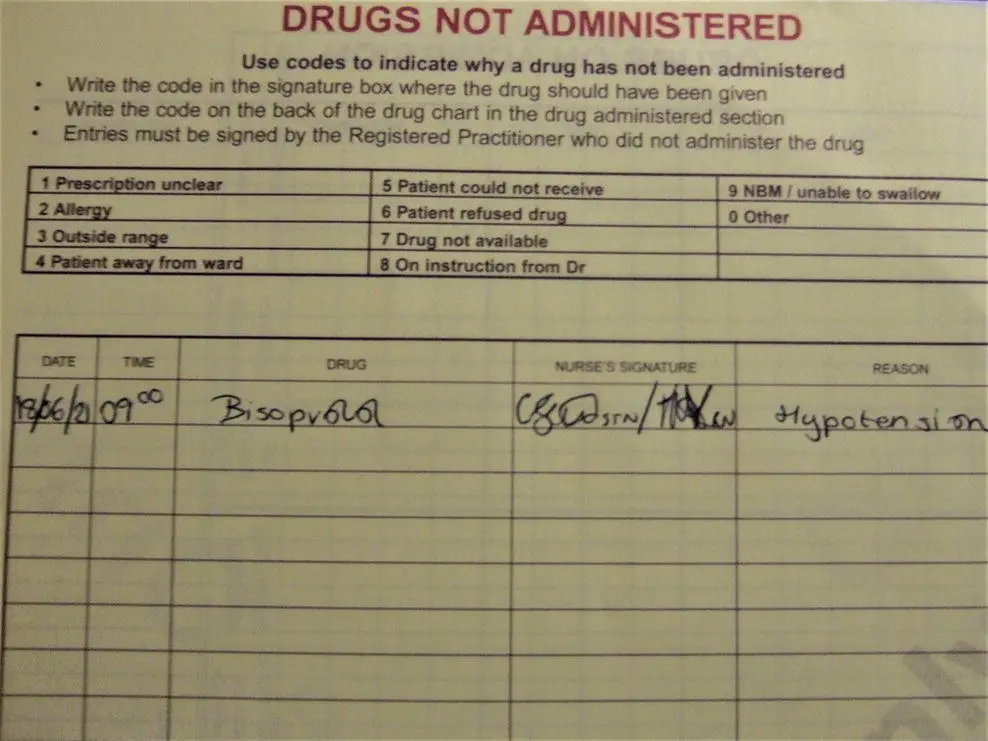 DRUGS NOT ADMINISTERED
Use codes to indicate why a drug has not been administered
• Write the code in the signature box where the drug should have been given
• Write the code on the back of the drug chart in the drug administered section
• Entries must be signed by the Registered Practitioner who did not administer the drug
1 Prescription unclear 5 Patient could not receive 9 NBM / unable to swallow
2 Allergy 6 Patient refused drug 0 Other
3 Outside range 7 Drug not available
4 Patient away from ward 8 On instruction from Dr
DATE TIME DRUG NURSE'S SIGNATURE REASON
09 00 Bisoprolol Hypotension